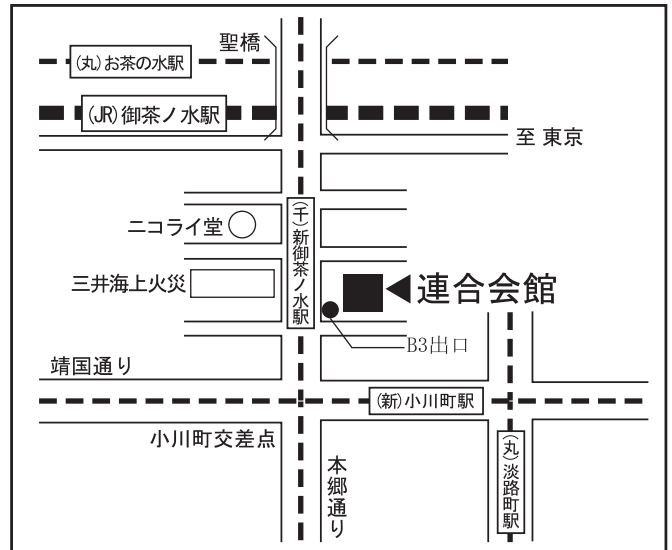 聖橋
(丸)お茶の水駅
(JR)御茶ノ水駅
至 東京
ニコライ堂
(千)新御茶ノ水駅
三井海上火災
連合会館
B3出口
靖国通り
(新)小川町駅
小川町交差点
(丸)淡路町駅
本郷通り